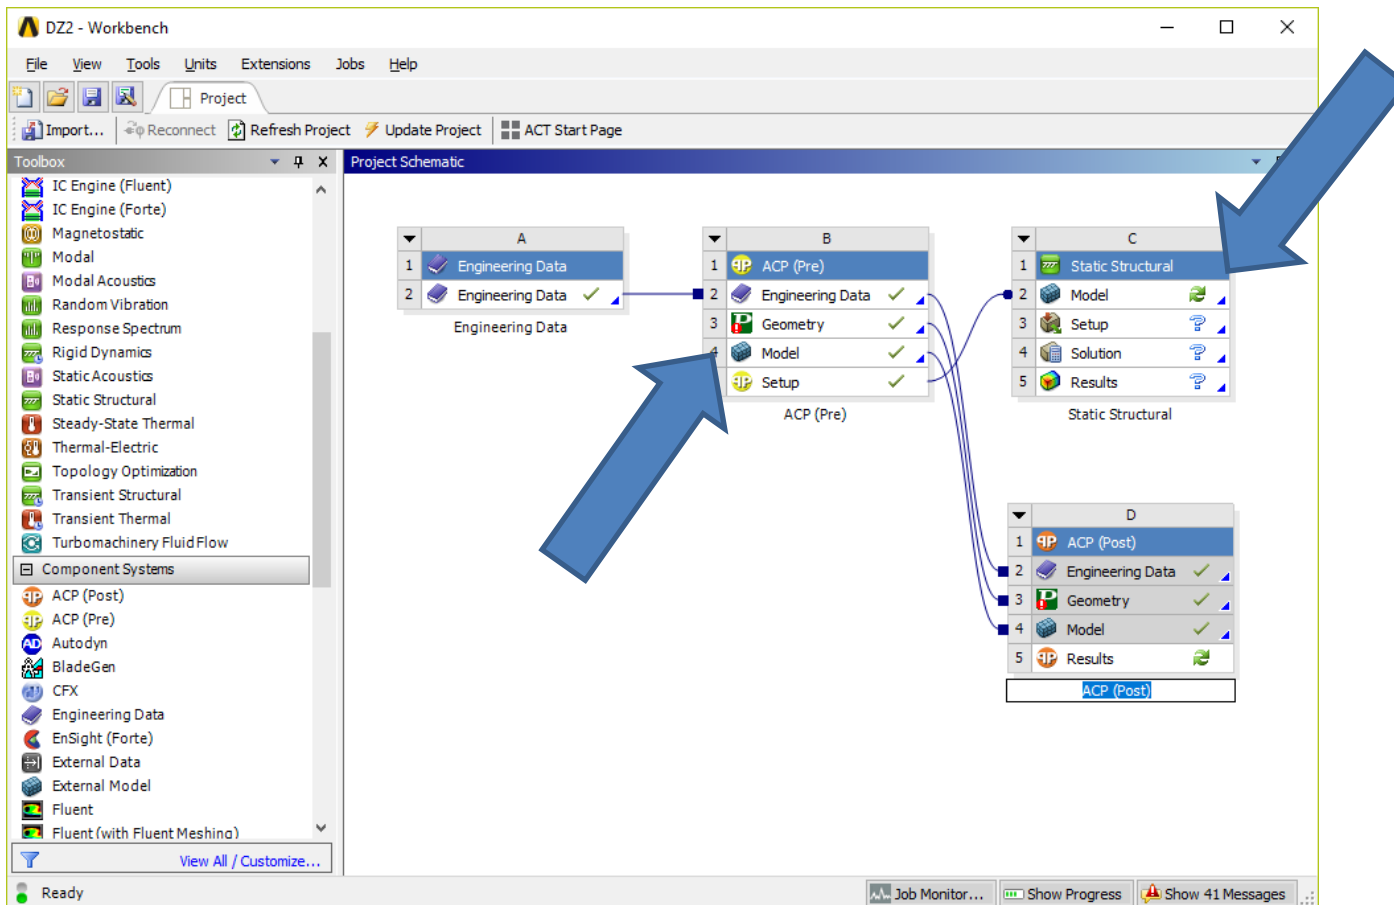 DZ2 - Workbench
File View Tools Units Extensions Jobs Help
Project
Import... Reconnect Refresh Project Update Project ACT Start Page
Toolbox
IC Engine (Fluent)
IC Engine (Forte)
Magnetostatic
Modal
Modal Acoustics
Random Vibration
Response Spectrum
Rigid Dynamics
Static Acoustics
Static Structural
Steady-State Thermal
Thermal-Electric
Topology Optimization
Transient Structural
Transient Thermal
Turbomachinery Fluid Flow
Component Systems
ACP (Post)
ACP (Pre)
Autodyn
BladeGen
CFX
Engineering Data
EnSight (Forte)
External Data
External Model
Fluent
Fluent (with Fluent Meshing)
View All / Customize...
Project Schematic
A
1 Engineering Data
2 Engineering Data
Engineering Data
B
1 ACP (Pre)
2 Engineering Data
3 Geometry
4 Model
Setup
ACP (Pre)
C
1 Static Structural
2 Model
3 Setup
4 Solution
5 Results
Static Structural
D
1 ACP (Post)
2 Engineering Data
3 Geometry
4 Model
5 Results
ACP (Post)
Ready
Job Monitor... Show Progress Show 41 Messages